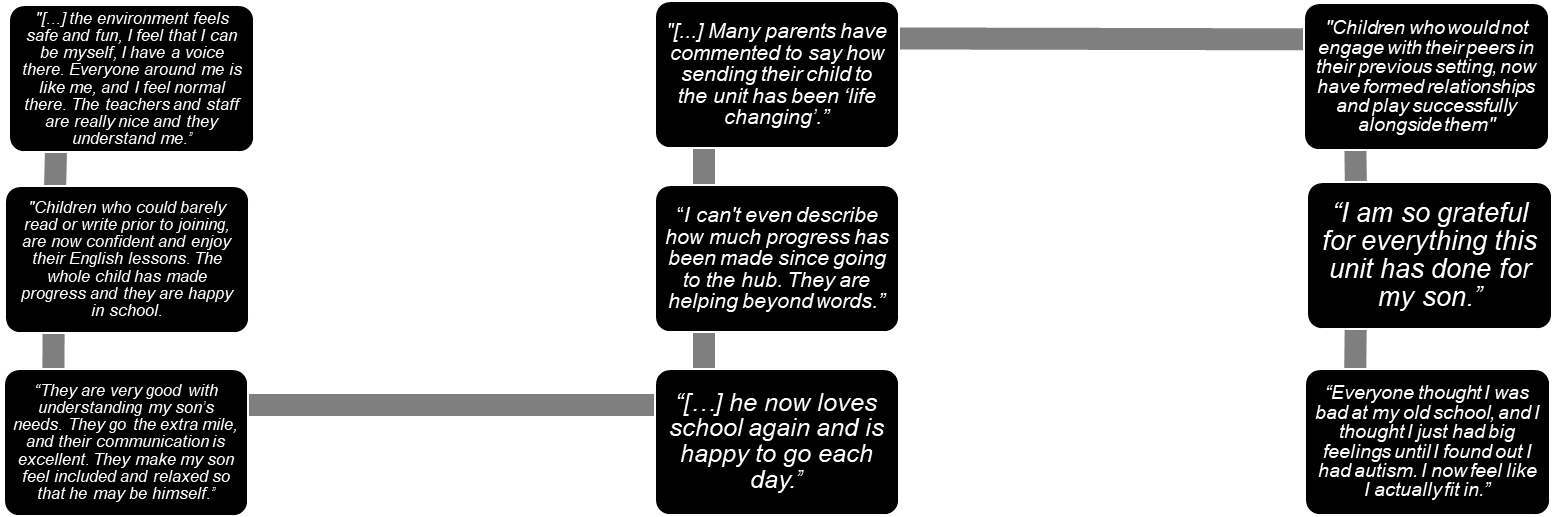 "[...] the environment feels
safe and fun, I feel that I can
be myself, I have a voice
there. Everyone around me is
like me, and I feel normal
there. The teachers and staff
are really nice and they
understand me.”
"Children who could barely
read or write prior to joining,
are now confident and enjoy
their English lessons. The
whole child has made
progress and they are happy
in school.
“They are very good with
understanding my son’s
needs. They go the extra mile,
and their communication is
excellent. They make my son
feel included and relaxed so
that he may be himself.”
“[…] he now loves
school again and is
happy to go each
day.”
“I can't even describe
how much progress has
been made since going
to the hub. They are
helping beyond words.”
"[...] Many parents have
commented to say how
sending their child to
the unit has been ‘life
changing’.”
"Children who would not
engage with their peers in
their previous setting, now
have formed relationships
and play successfully
alongside them"
“I am so grateful
for everything this
unit has done for
my son.”
“Everyone thought I was
bad at my old school, and I
thought I just had big
feelings until I found out I
had autism. I now feel like
I actually fit in.”